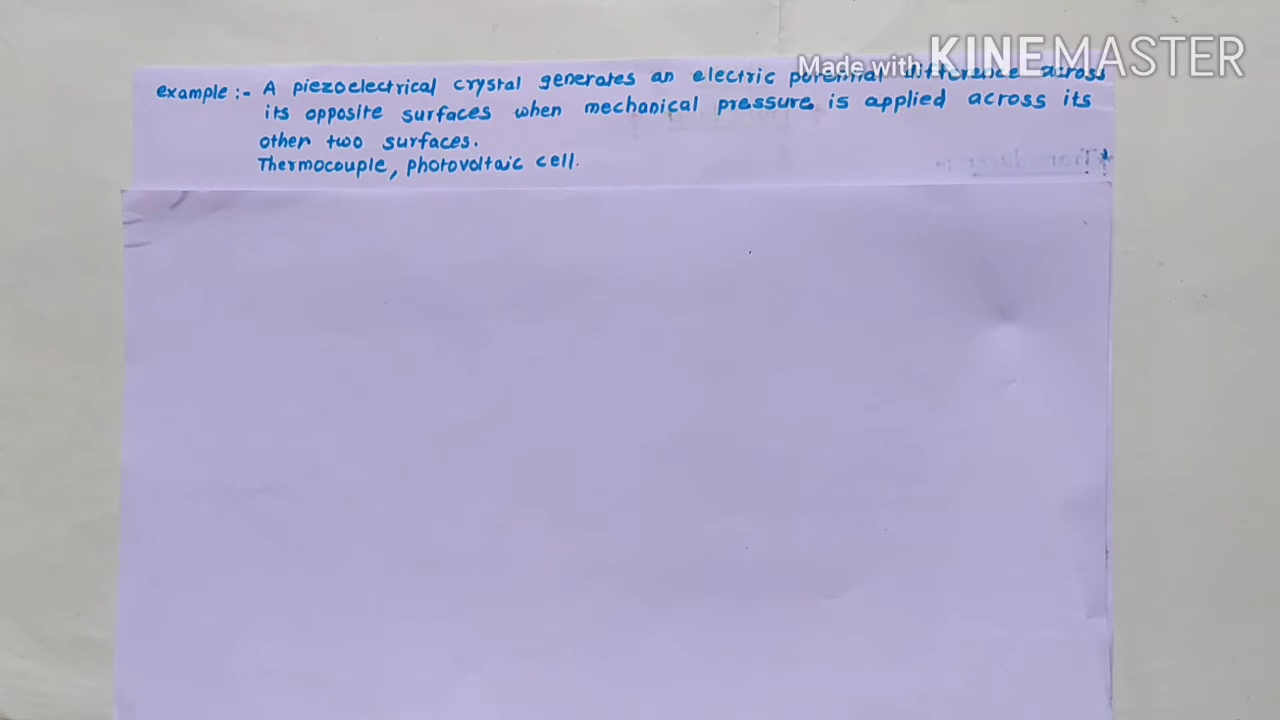 Made with KINEMASTER
example :- A piezoelectrical crystal generates an electric potential difference across
its opposite surfaces when mechanical pressure is applied across its
other two surfaces.
Thermocouple, photovoltaic cell.